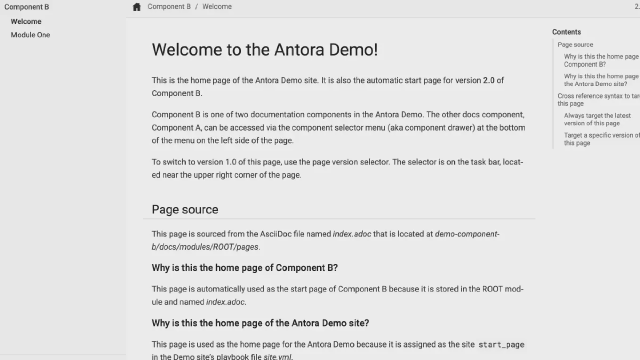 Component B
Welcome
Module One
Component B / Welcome
2.
Welcome to the Antora Demo!
This is the home page of the Antora Demo site. It is also the automatic start page for version 2.0 of
Component B.
Component B is one of two documentation components in the Antora Demo. The other docs component,
Component A, can be accessed via the component selector menu (aka component drawer) at the bottom
of the menu on the left side of the page.
To switch to version 1.0 of this page, use the page version selector. The selector is on the task bar, locat-
ed near the upper right corner of the page.
Page source
This page is sourced from the AsciiDoc file named index.adoc that is located at demo-component-
b/docs/modules/ROOT/pages.
Why is this the home page of Component B?
This page is automatically used as the start page of Component B because it is stored in the ROOT mod-
ule and named index.adoc.
Why is this the home page of the Antora Demo site?
This page is used as the home page for the Antora Demo because it is assigned as the site start_page
in the Demo site's playbook file site.yml.
Contents
Page source
Why is this the home page
Component B?
Why is this the home page
the Antora Demo site?
Cross reference syntax to tar
this page
Always target the latest
version of this page
Target a specific version of
this page